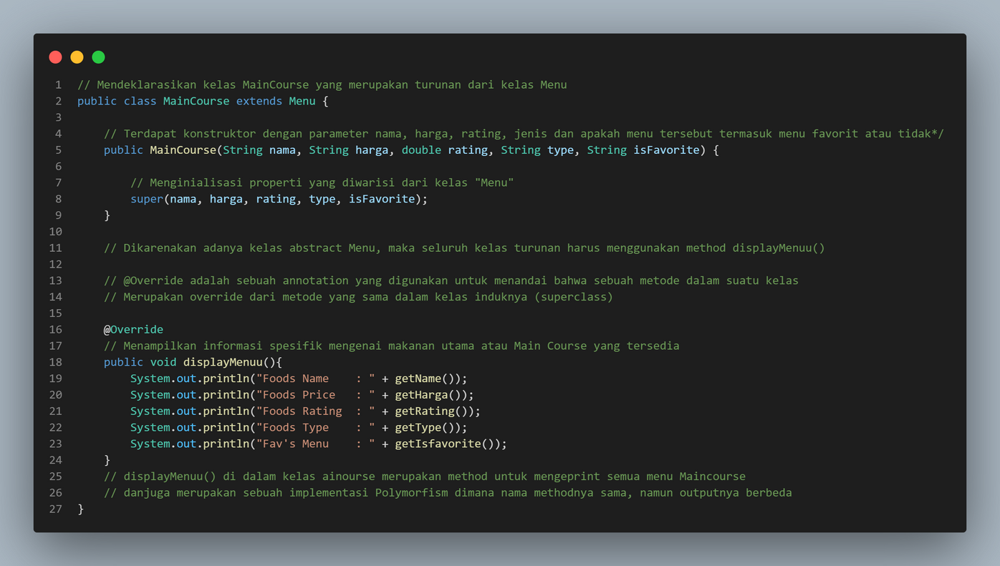 1 // Mendeklarasikan kelas MainCourse yang merupakan turunan dari kelas Menu
2 public class MainCourse extends Menu {
3
4     // Terdapat konstruktor dengan parameter nama, harga, rating, jenis dan apakah menu tersebut termasuk menu favorit atau tidak*/
5     public MainCourse(String nama, String harga, double rating, String type, String isFavorite) {
6
7         // Menginialisasi properti yang diwarisi dari kelas "Menu"
8         super(nama, harga, rating, type, isFavorite);
9     }
10
11     // Dikarenakan adanya kelas abstract Menu, maka seluruh kelas turunan harus menggunakan method displayMenuu()
12
13     // @Override adalah sebuah annotation yang digunakan untuk menandai bahwa sebuah metode dalam suatu kelas
14     // Merupakan override dari metode yang sama dalam kelas induknya (superclass)
15
16     @Override
17     // Menampilkan informasi spesifik mengenai makanan utama atau Main Course yang tersedia
18     public void displayMenuu(){
19         System.out.println("Foods Name    : " + getName());
20         System.out.println("Foods Price   : " + getHarga());
21         System.out.println("Foods Rating  : " + getRating());
22         System.out.println("Foods Type    : " + getType());
23         System.out.println("Fav's Menu    : " + getIsfavorite());
24     }
25     // displayMenuu() di dalam kelas ainourse merupakan method untuk mengeprint semua menu Maincourse
26     // danjuga merupakan sebuah implementasi Polymorfism dimana nama methodnya sama, namun outputnya berbeda
27 }